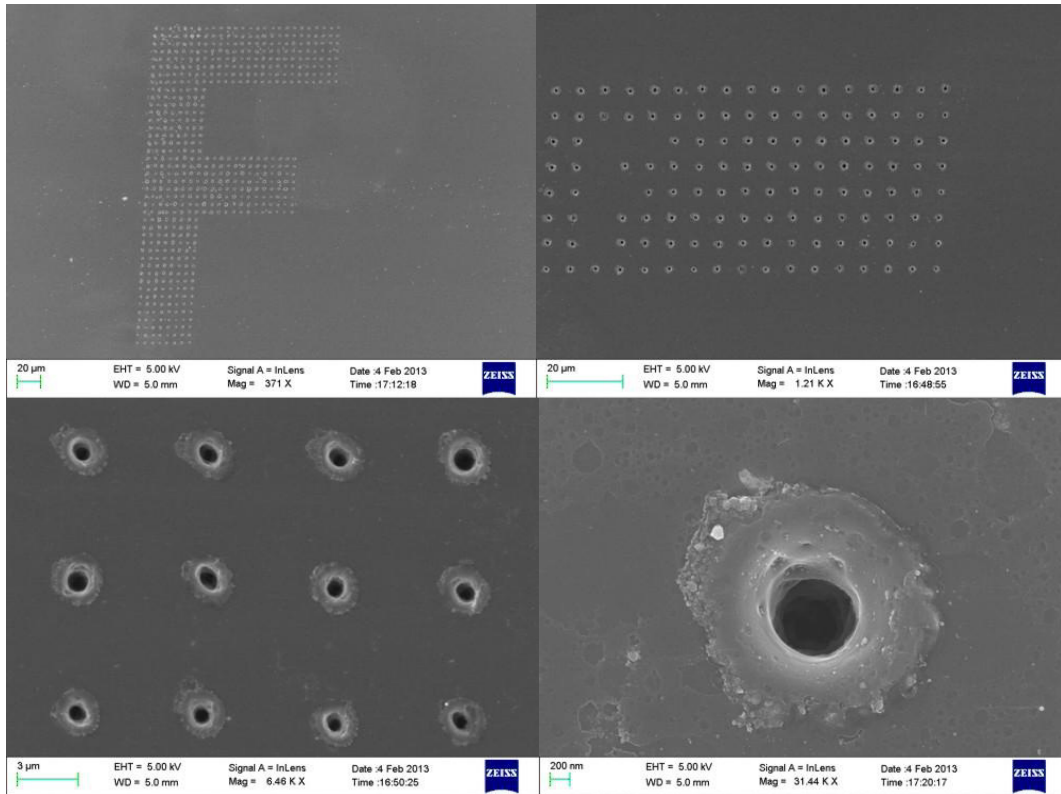 20 µm
EHT = 5.00 kV
WD = 5.0 mm
Signal A = InLens
Mag = 371 X
Date :4 Feb 2013
Time :17:12:18
ZEISS
20 µm
EHT = 5.00 kV
WD = 5.0 mm
Signal A = InLens
Mag = 1.21 K X
Date :4 Feb 2013
Time :16:48:55
ZEISS
3 µm
EHT = 5.00 kV
WD = 5.0 mm
Signal A = InLens
Mag = 6.46 K X
Date :4 Feb 2013
Time :16:50:25
ZEISS
200 nm
EHT = 5.00 kV
WD = 5.0 mm
Signal A = InLens
Mag = 31.44 K X
Date :4 Feb 2013
Time :17:20:17
ZEISS